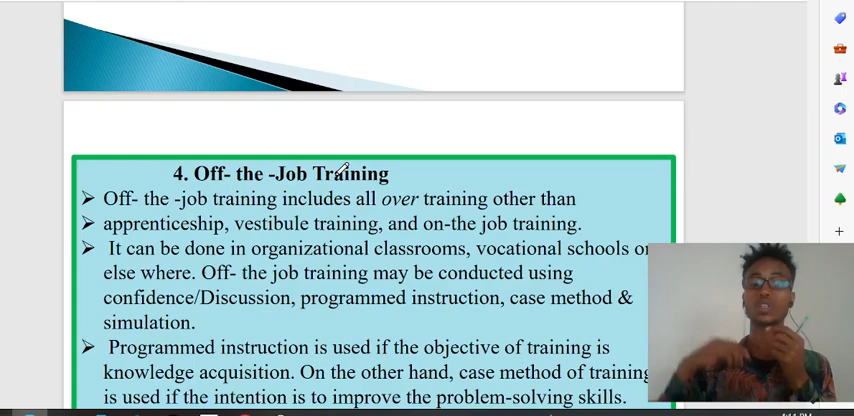 4. Off- the -Job Training
➢ Off- the -job training includes all over training other than
➢ apprenticeship, vestibule training, and on-the job training.
➢ It can be done in organizational classrooms, vocational schools or
else where. Off- the job training may be conducted using
confidence/Discussion, programmed instruction, case method &
simulation.
➢ Programmed instruction is used if the objective of training is
knowledge acquisition. On the other hand, case method of training
is used if the intention is to improve the problem-solving skills.